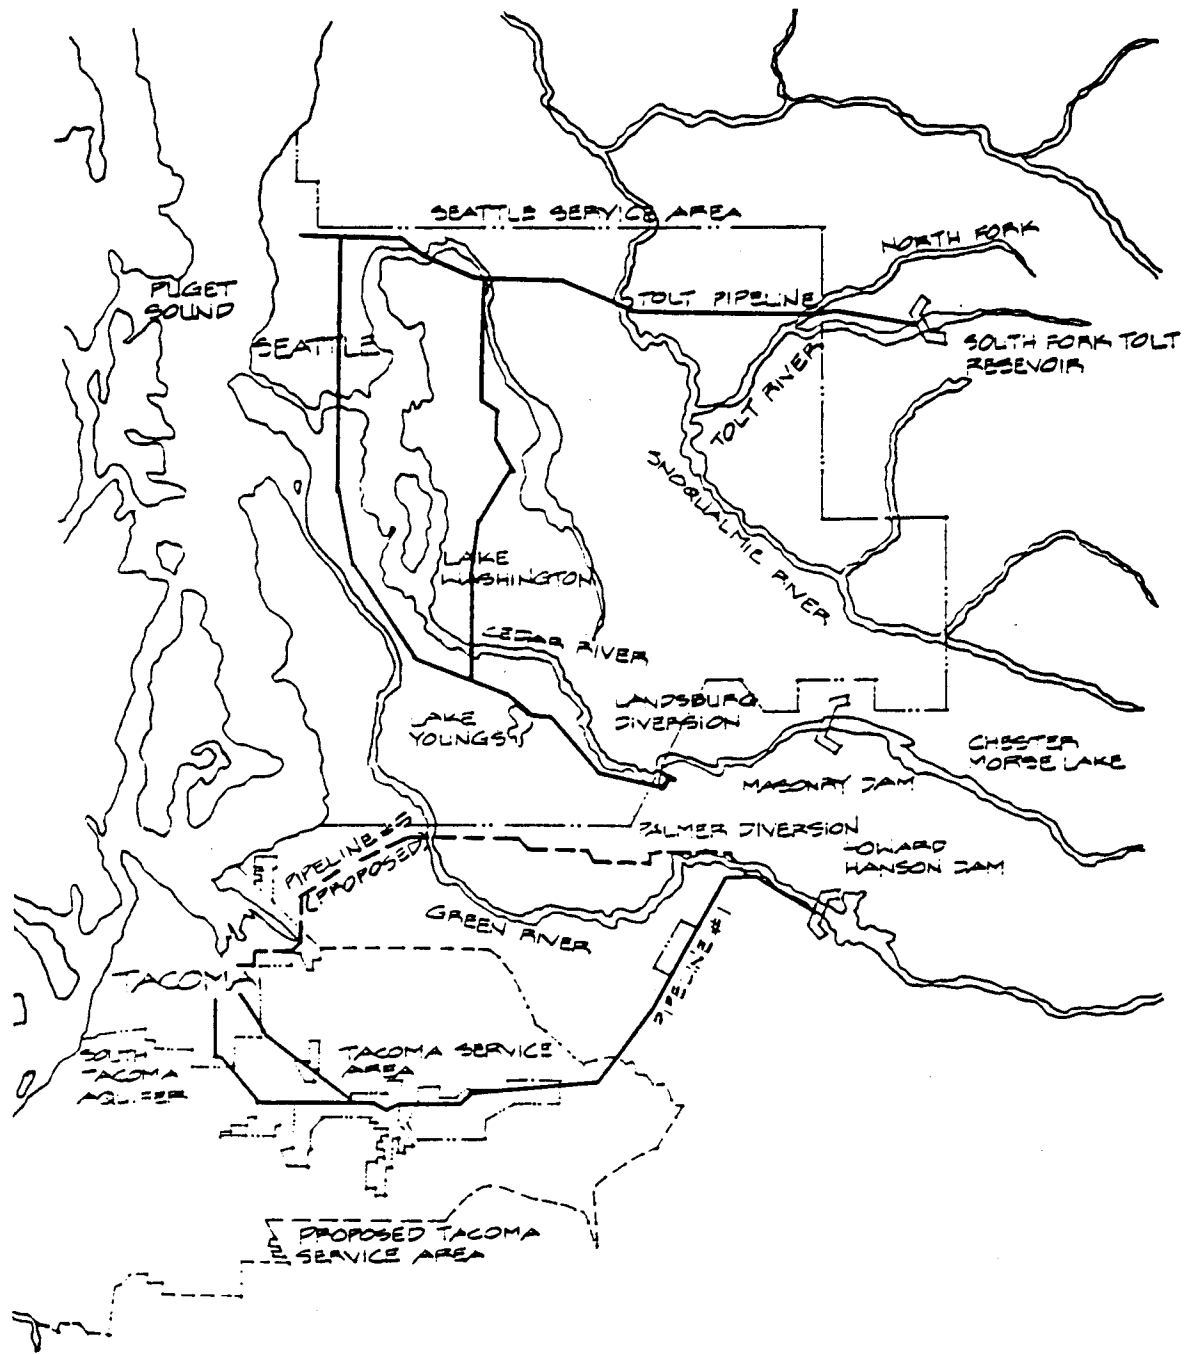 SEATTLE SERVICE AREA
NORTH FORK
PUGET
SOUND
TOLT PIPELINE
SEATTLE
SOUTH FORK TOLT
RESEVOIR
TOLT RIVER
SNOQUALMIE RIVER
LAKE
WASHINGTON
CEDAR RIVER
LANDSBURG
DIVERSION
LAKE
YOUNGS
CHESTER
MORSE LAKE
MASONRY DAM
PIPELINE #5
(PROPOSED)
PALMER DIVERSION
HOWARD
HANSON DAM
GREEN RIVER
PIPELINE #1
TACOMA
SOUTH
TACOMA
AQUIFER
TACOMA SERVICE
AREA
PROPOSED TACOMA
SERVICE AREA